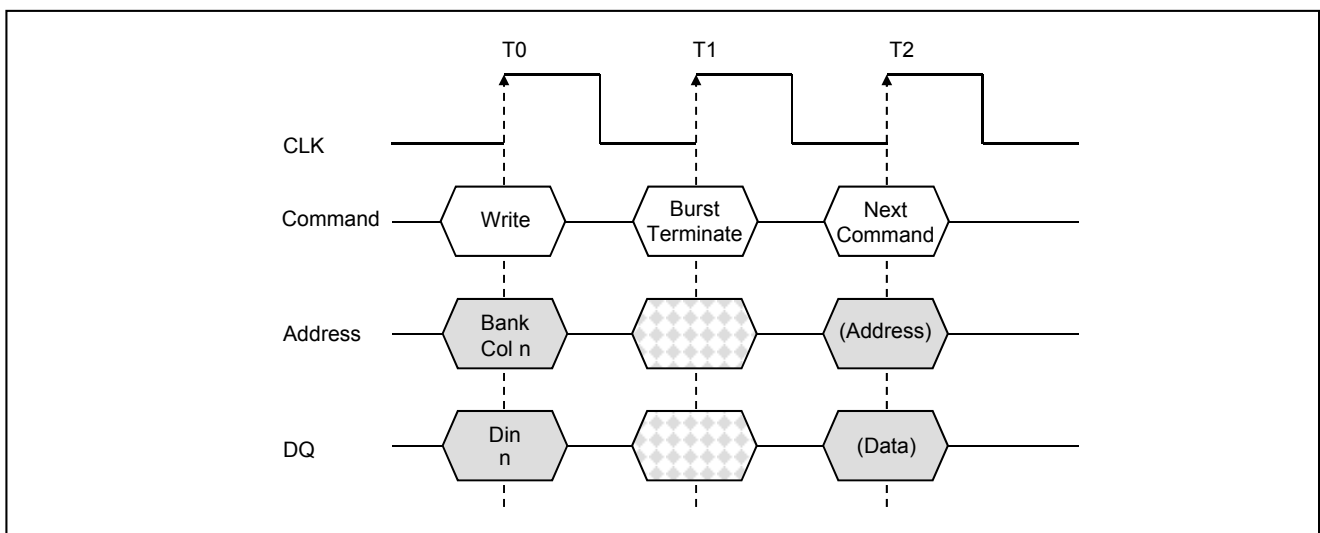 T0 T1 T2
CLK
Command Write Burst Terminate Next Command
Address Bank Col n (Address)
DQ Din n (Data)